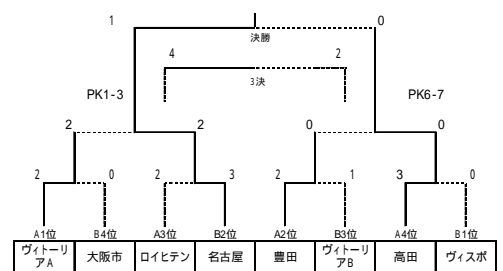 1 0
決勝
4 2
3決
PK1-3 PK6-7
2 2 0 0
2 0 2 3 2 1 3 0
A1位 B4位 A3位 B2位 A2位 B3位 A4位 B1位
ヴィトーリアA 大阪市 ロイヒテン 名古屋 豊田 ヴィトーリアB 高田 ヴィスポ